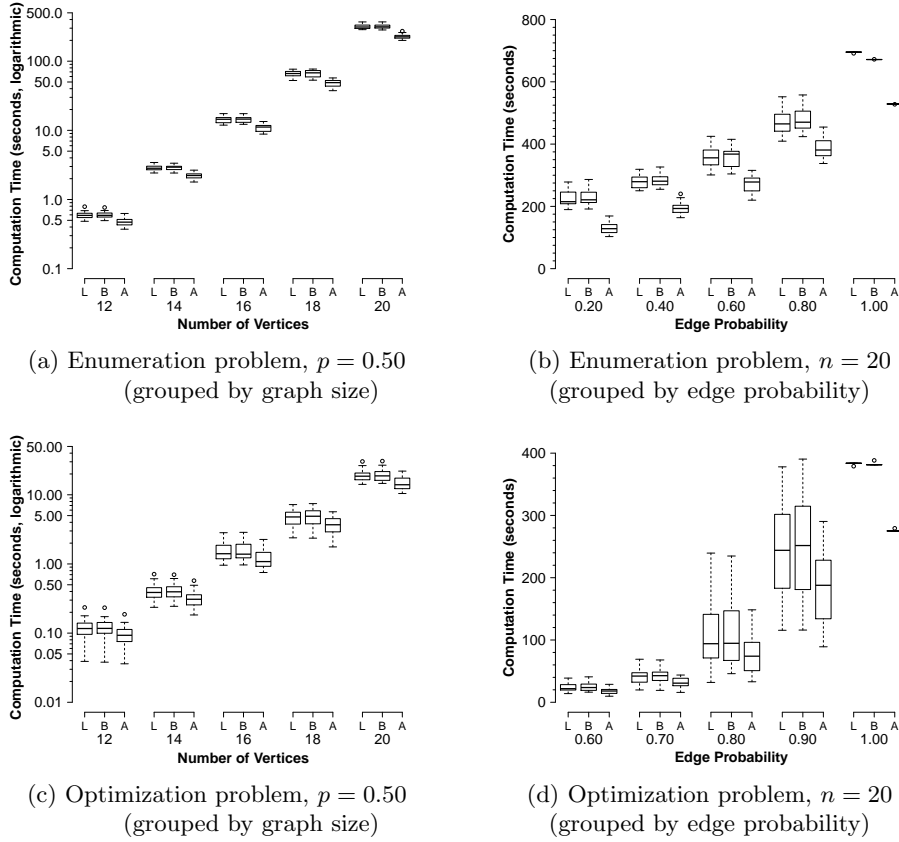 Computation Time (seconds, logarithmic)
500.0
100.0
50.0
10.0
5.0
1.0
0.5
0.1
L B A L B A L B A L B A L B A
12 14 16 18 20
Number of Vertices
(a) Enumeration problem, p = 0.50
(grouped by graph size)
Computation Time (seconds)
800
600
400
200
0
L B A L B A L B A L B A L B A
0.20 0.40 0.60 0.80 1.00
Edge Probability
(b) Enumeration problem, n = 20
(grouped by edge probability)
Computation Time (seconds, logarithmic)
50.00
10.00
5.00
1.00
0.50
0.10
0.05
0.01
L B A L B A L B A L B A L B A
12 14 16 18 20
Number of Vertices
(c) Optimization problem, p = 0.50
(grouped by graph size)
Computation Time (seconds)
400
300
200
100
0
L B A L B A L B A L B A L B A
0.60 0.70 0.80 0.90 1.00
Edge Probability
(d) Optimization problem, n = 20
(grouped by edge probability)